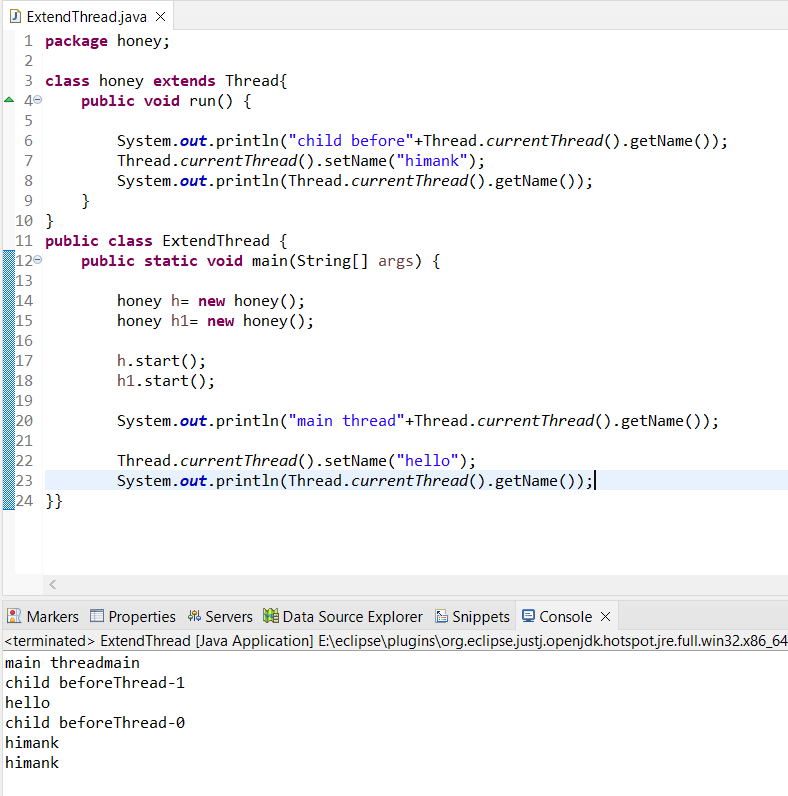 ExtendThread.java
1 package honey;
2
3 class honey extends Thread{
4 public void run() {
5
6 System.out.println("child before"+Thread.currentThread().getName());
7 Thread.currentThread().setName("himank");
8 System.out.println(Thread.currentThread().getName());
9 }
10 }
11 public class ExtendThread {
12 public static void main(String[] args) {
13
14 honey h= new honey();
15 honey h1= new honey();
16
17 h.start();
18 h1.start();
19
20 System.out.println("main thread"+Thread.currentThread().getName());
21
22 Thread.currentThread().setName("hello");
23 System.out.println(Thread.currentThread().getName());
24 }}
Markers Properties Servers Data Source Explorer Snippets Console
<terminated> ExtendThread [Java Application] E:\eclipse\plugins\org.eclipse.justj.openjdk.hotspot.jre.full.win32.x86_64
main threadmain
child beforeThread-1
hello
child beforeThread-0
himank
himank